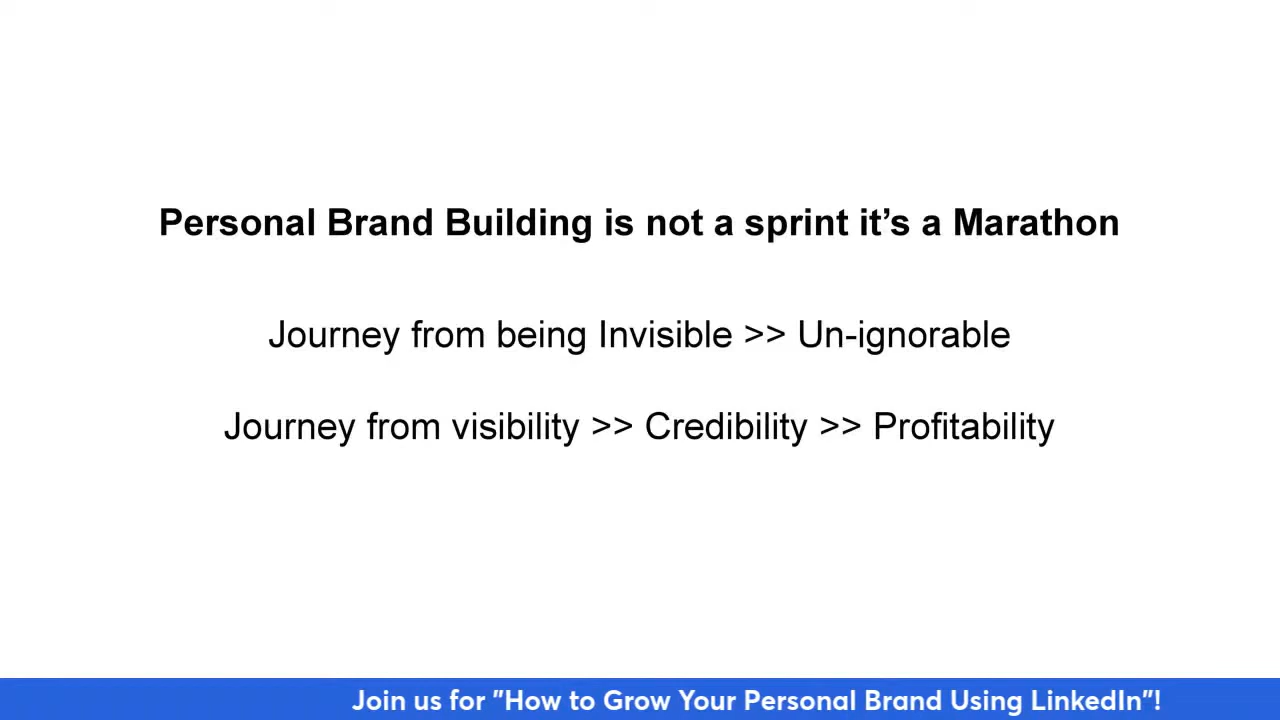 Personal Brand Building is not a sprint it’s a Marathon
Journey from being Invisible >> Un-ignorable
Journey from visibility >> Credibility >> Profitability
Join us for "How to Grow Your Personal Brand Using LinkedIn"!